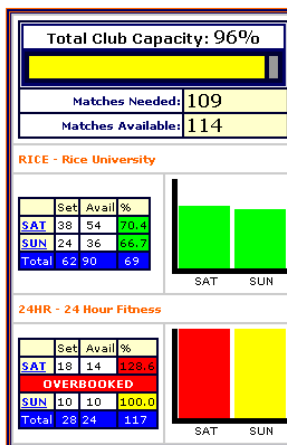 Total Club Capacity: 96%
Matches Needed: 109
Matches Available: 114
RICE - Rice University
Set Avail %
SAT 38 54 70.4
SUN 24 36 66.7
Total 62 90 69
SAT SUN
24HR - 24 Hour Fitness
Set Avail %
SAT 18 14 128.6
OVERBOOKED
SUN 10 10 100.0
Total 28 24 117
SAT SUN